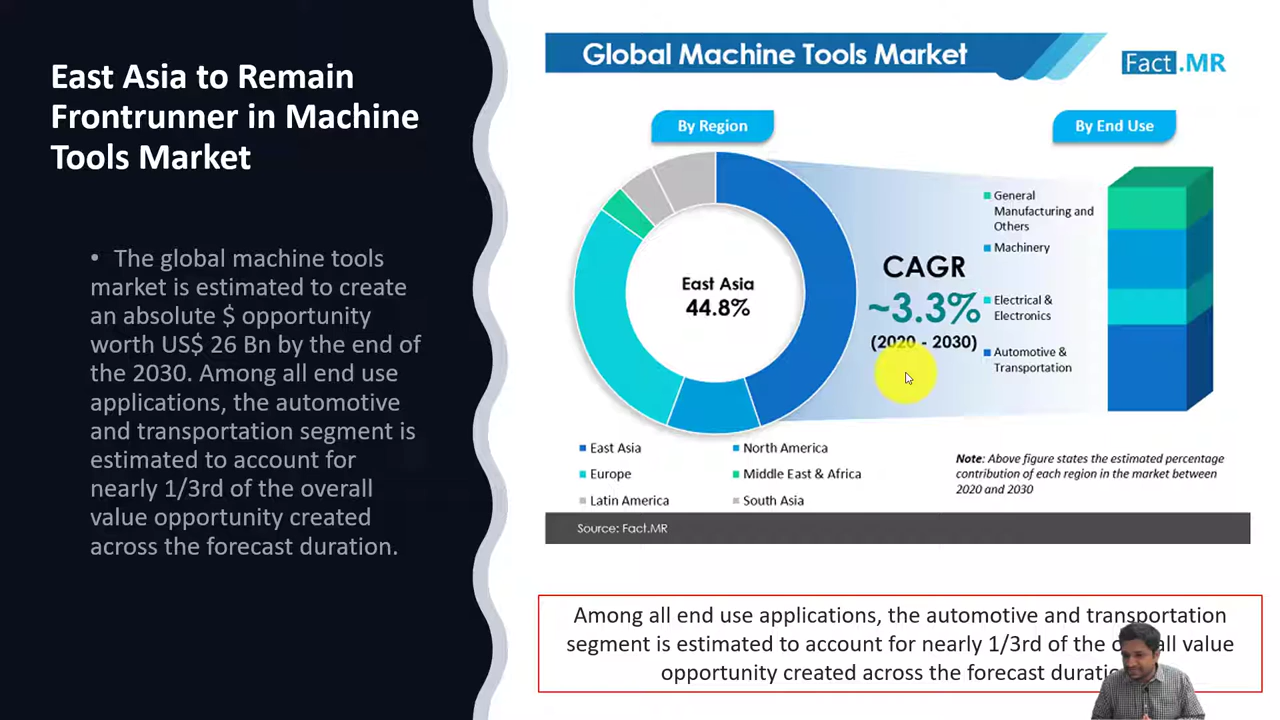 East Asia to Remain
Frontrunner in Machine
Tools Market
• The global machine tools
market is estimated to create
an absolute $ opportunity
worth US$ 26 Bn by the end of
the 2030. Among all end use
applications, the automotive
and transportation segment is
estimated to account for
nearly 1/3rd of the overall
value opportunity created
across the forecast duration.
Global Machine Tools Market
Fact.MR
By Region
By End Use
East Asia
44.8%
CAGR
~3.3%
(2020 - 2030)
General
Manufacturing and
Others
Machinery
Electrical &
Electronics
Automotive &
Transportation
East Asia
North America
Europe
Middle East & Africa
Latin America
South Asia
Note: Above figure states the estimated percentage
contribution of each region in the market between
2020 and 2030
Source: Fact.MR
Among all end use applications, the automotive and transportation
segment is estimated to account for nearly 1/3rd of the overall value
opportunity created across the forecast